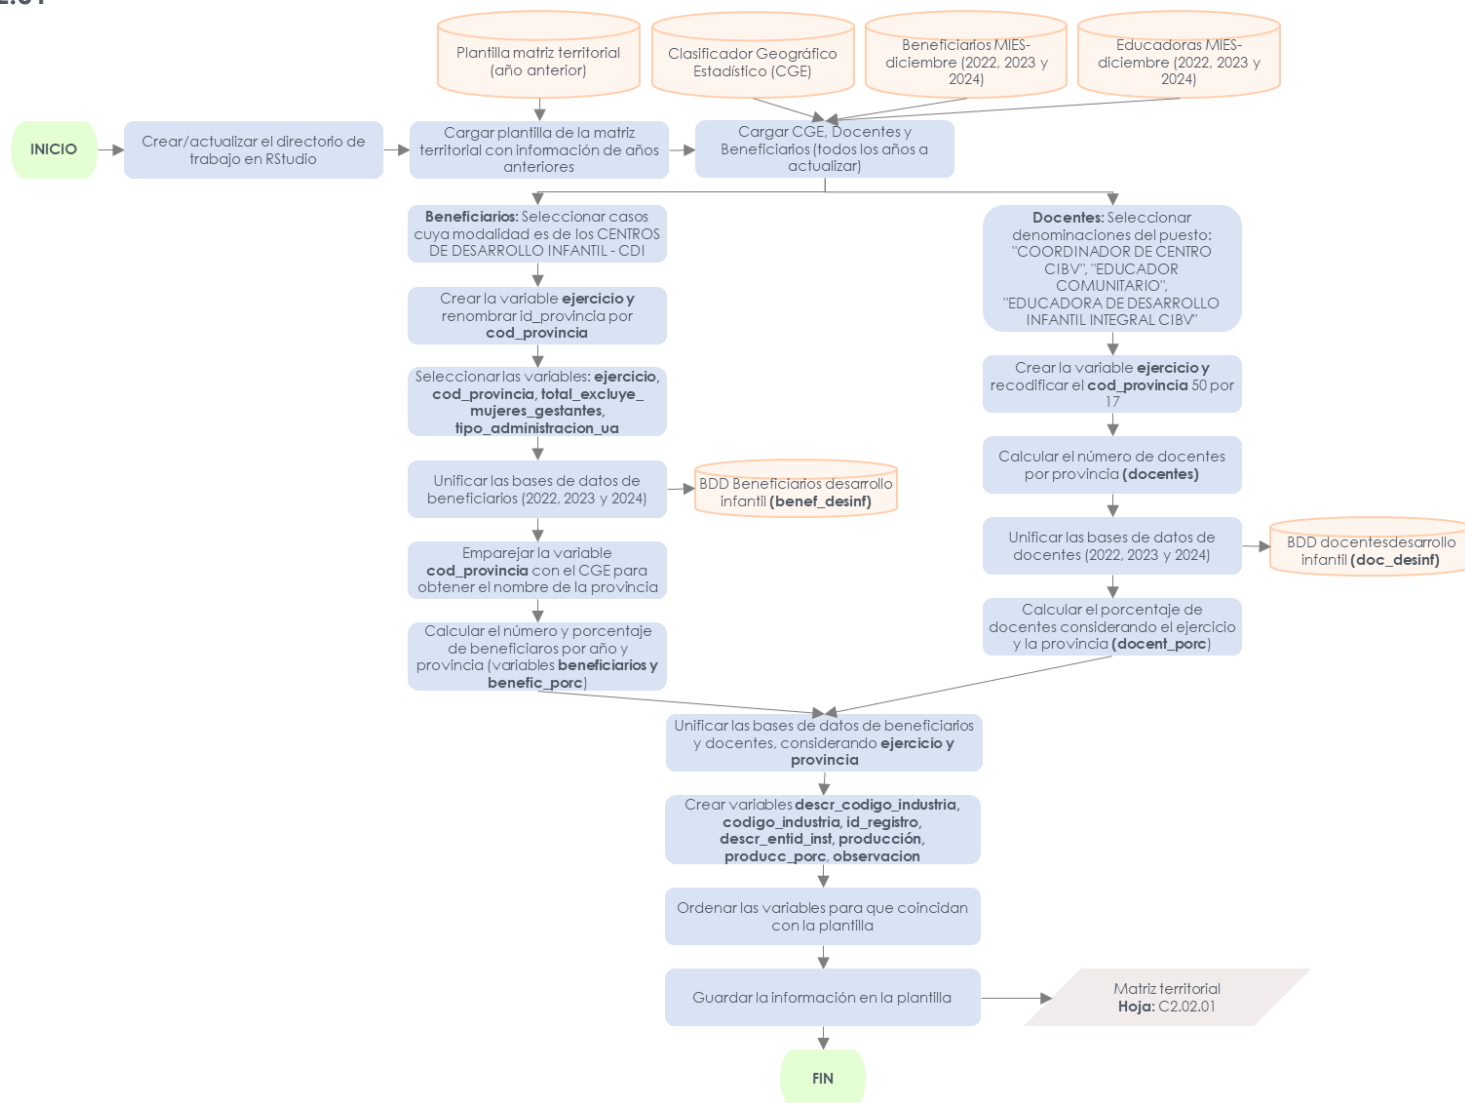 Plantilla matriz territorial
(año anterior)
Clasificador Geográfico
Estadístico (CGE)
Beneficiarios MIES-
diciembre (2022, 2023 y
2024)
Educadoras MIES-
diciembre (2022, 2023 y
2024)
INICIO
Crear/actualizar el directorio de
trabajo en RStudio
Cargar plantilla de la matriz
territorial con información de años
anteriores
Cargar CGE, Docentes y
Beneficiarios (todos los años a
actualizar)
Beneficiarios: Seleccionar casos
cuya modalidad es de los CENTROS
DE DESARROLLO INFANTIL - CDI
Crear la variable ejercicio y
renombrar id_provincia por
cod_provincia
Seleccionar las variables: ejercicio,
cod_provincia, total_excluye_
mujeres_gestantes,
tipo_administracion_ua
Unificar las bases de datos de
beneficiarios (2022, 2023 y 2024)
BDD Beneficiarios desarrollo
infantil (benef_desinf)
Emparejar la variable
cod_provincia con el CGE para
obtener el nombre de la provincia
Calcular el número y porcentaje
de beneficiaros por año y
provincia (variables beneficiarios y
benefic_porc)
Docentes: Seleccionar
denominaciones del puesto:
"COORDINADOR DE CENTRO
CIBV", "EDUCADOR
COMUNITARIO",
"EDUCADORA DE DESARROLLO
INFANTIL INTEGRAL CIBV"
Crear la variable ejercicio y
recodificar el cod_provincia 50 por
17
Calcular el número de docentes
por provincia (docentes)
Unificar las bases de datos de
docentes (2022, 2023 y 2024)
BDD docentesdesarrollo
infantil (doc_desinf)
Calcular el porcentaje de
docentes considerando el ejercicio
y la provincia (docent_porc)
Unificar las bases de datos de beneficiarios
y docentes, considerando ejercicio y
provincia
Crear variables descr_codigo_industria,
codigo_industria, id_registro,
descr_entid_inst, producción,
producc_porc, observacion
Ordenar las variables para que coincidan
con la plantilla
Guardar la información en la plantilla
Matriz territorial
Hoja: C2.02.01
FIN